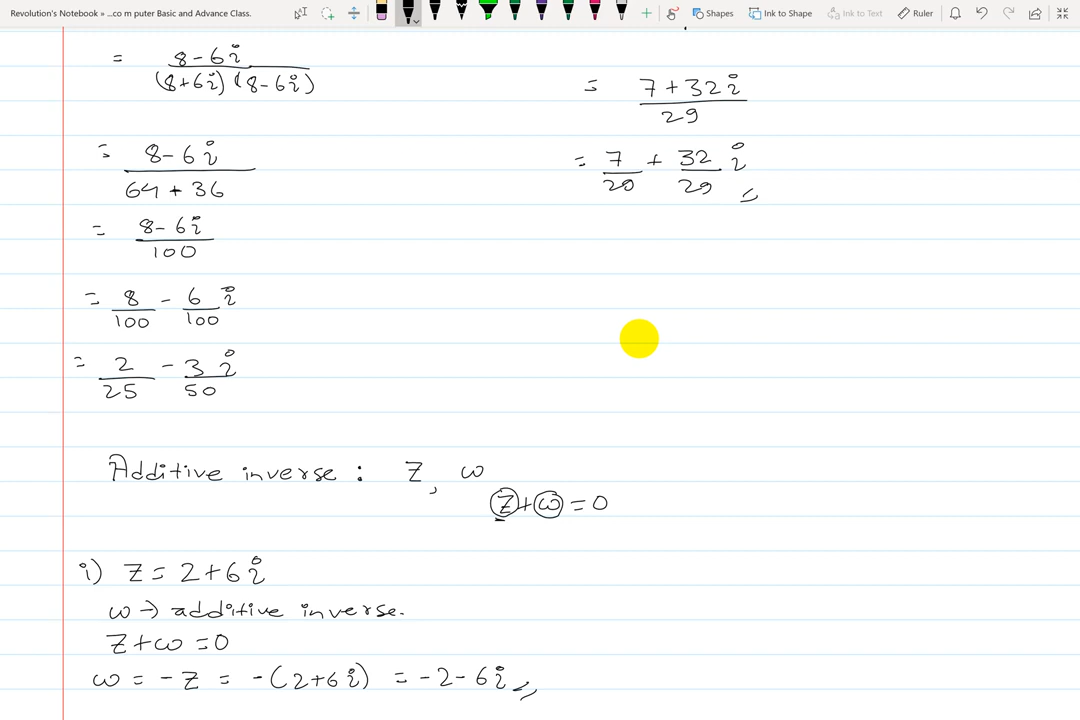 Revolution's Notebook » ...co m puter Basic and Advance Class.
Shapes
Ink to Shape
Ink to Text
Ruler
= 8-6i / (8+6i)(8-6i)
= 8-6i / 64+36
= 8-6i / 100
= 8/100 - 6/100 i
= 2/25 - 3/50 i
= 7+32i / 29
= 7/29 + 32/29 i
Additive inverse : Z, ω
Z+ω=0
i) Z=2+6i
ω→ additive inverse.
Z+ω=0
ω = -Z = -(2+6i) = -2-6i